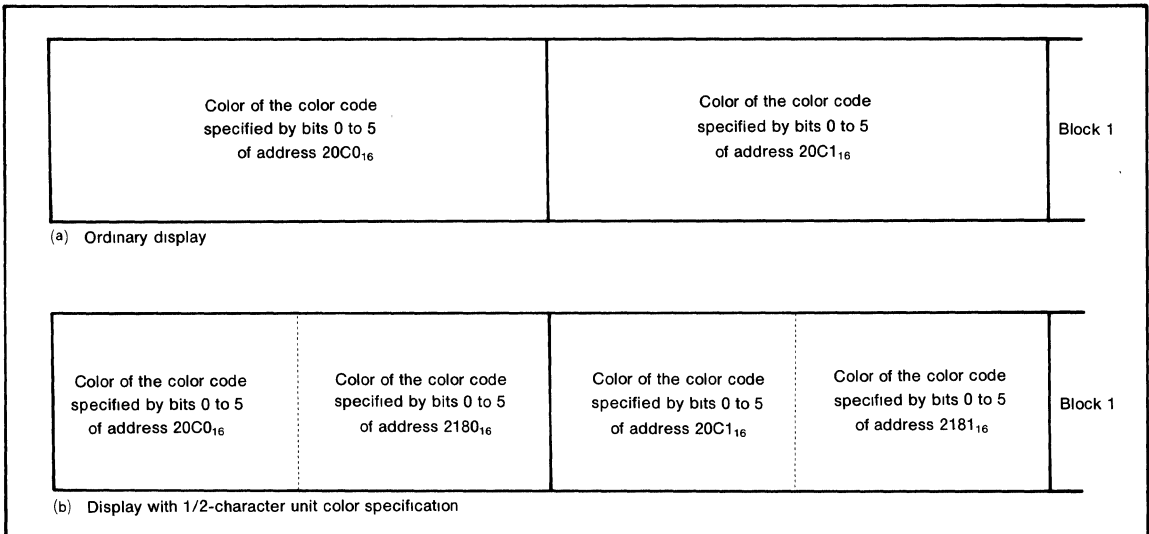 Color of the color code
specified by bits 0 to 5
of address 20C0₁₆
Color of the color code
specified by bits 0 to 5
of address 20C1₁₆
Block 1
(a) Ordinary display
Color of the color code
specified by bits 0 to 5
of address 20C0₁₆
Color of the color code
specified by bits 0 to 5
of address 2180₁₆
Color of the color code
specified by bits 0 to 5
of address 20C1₁₆
Color of the color code
specified by bits 0 to 5
of address 2181₁₆
Block 1
(b) Display with 1/2-character unit color specification